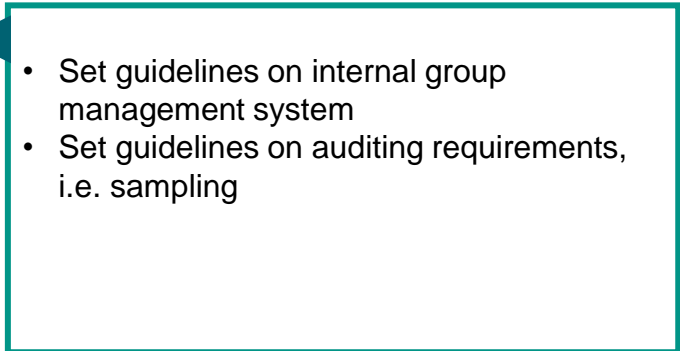 • Set guidelines on internal group
management system
• Set guidelines on auditing requirements,
i.e. sampling